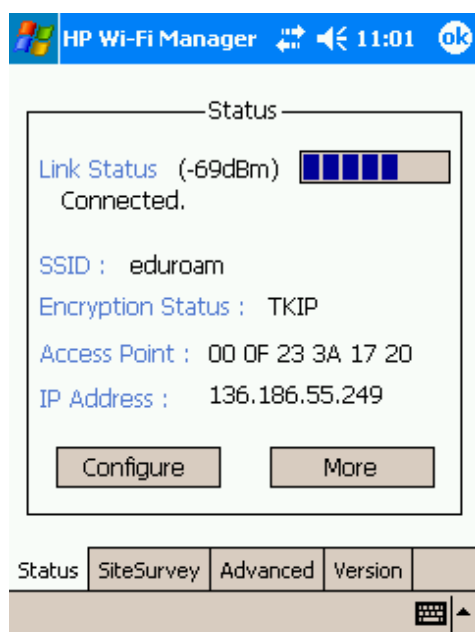 HP Wi-Fi Manager 11:01 ok
Status
Link Status (-69dBm)
Connected.
SSID : eduroam
Encryption Status : TKIP
Access Point : 00 0F 23 3A 17 20
IP Address : 136.186.55.249
Configure More
Status SiteSurvey Advanced Version